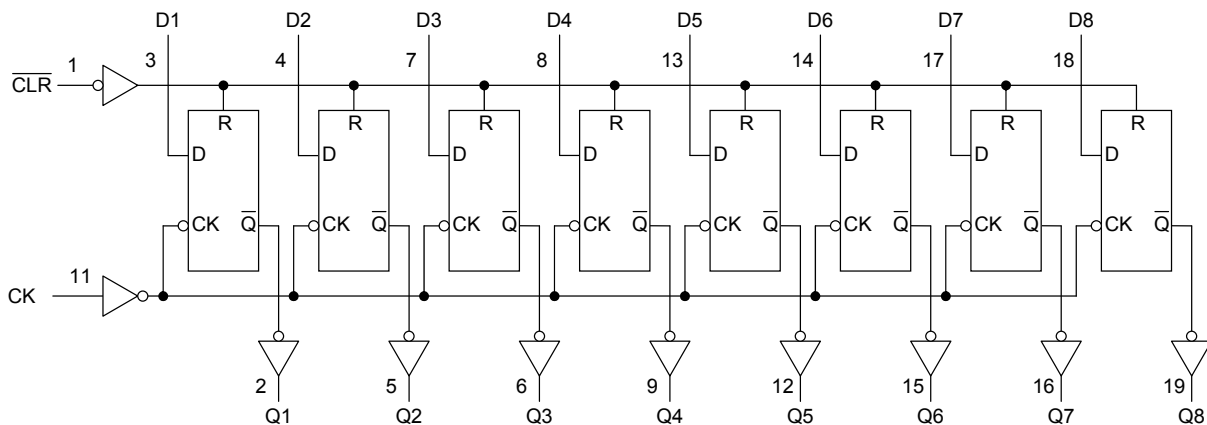 D1 D2 D3 D4 D5 D6 D7 D8
3 4 7 8 13 14 17 18
C̅L̅R̅ 1
R R R R R R R R
D D D D D D D D
CK Q̅ CK Q̅ CK Q̅ CK Q̅ CK Q̅ CK Q̅ CK Q̅ CK Q̅
CK 11
2 5 6 9 12 15 16 19
Q1 Q2 Q3 Q4 Q5 Q6 Q7 Q8